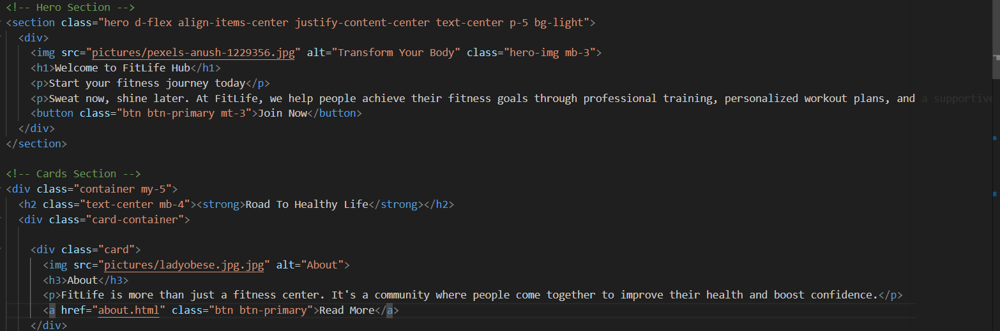 <!-- Hero Section -->
<section class="hero d-flex align-items-center justify-content-center text-center p-5 bg-light">
<div>
<img src="pictures/pexels-anush-1229356.jpg" alt="Transform Your Body" class="hero-img mb-3">
<h1>Welcome to FitLife Hub</h1>
<p>Start your fitness journey today</p>
<p>Sweat now, shine later. At FitLife, we help people achieve their fitness goals through professional training, personalized workout plans, and a supportive
<button class="btn btn-primary mt-3">Join Now</button>
</div>
</section>
<!-- Cards Section -->
<div class="container my-5">
<h2 class="text-center mb-4"><strong>Road To Healthy Life</strong></h2>
<div class="card-container">
<div class="card">
<img src="pictures/ladyobese.jpg.jpg" alt="About">
<h3>About</h3>
<p>FitLife is more than just a fitness center. It's a community where people come together to improve their health and boost confidence.</p>
<a href="about.html" class="btn btn-primary">Read More</a>
</div>